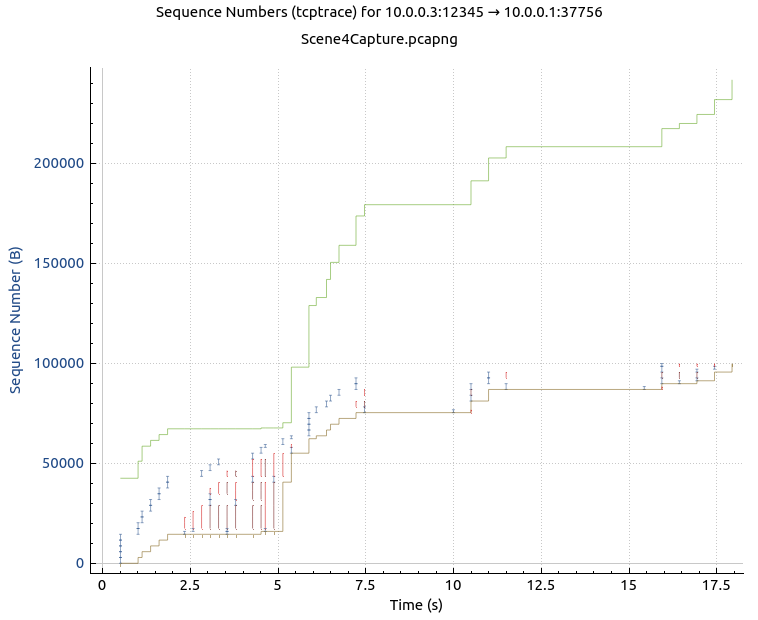 Sequence Numbers (tcptrace) for 10.0.0.3:12345 → 10.0.0.1:37756
Scene4Capture.pcapng
200000
150000
100000
50000
0
Sequence Number (B)
0 2.5 5 7.5 10 12.5 15 17.5
Time (s)